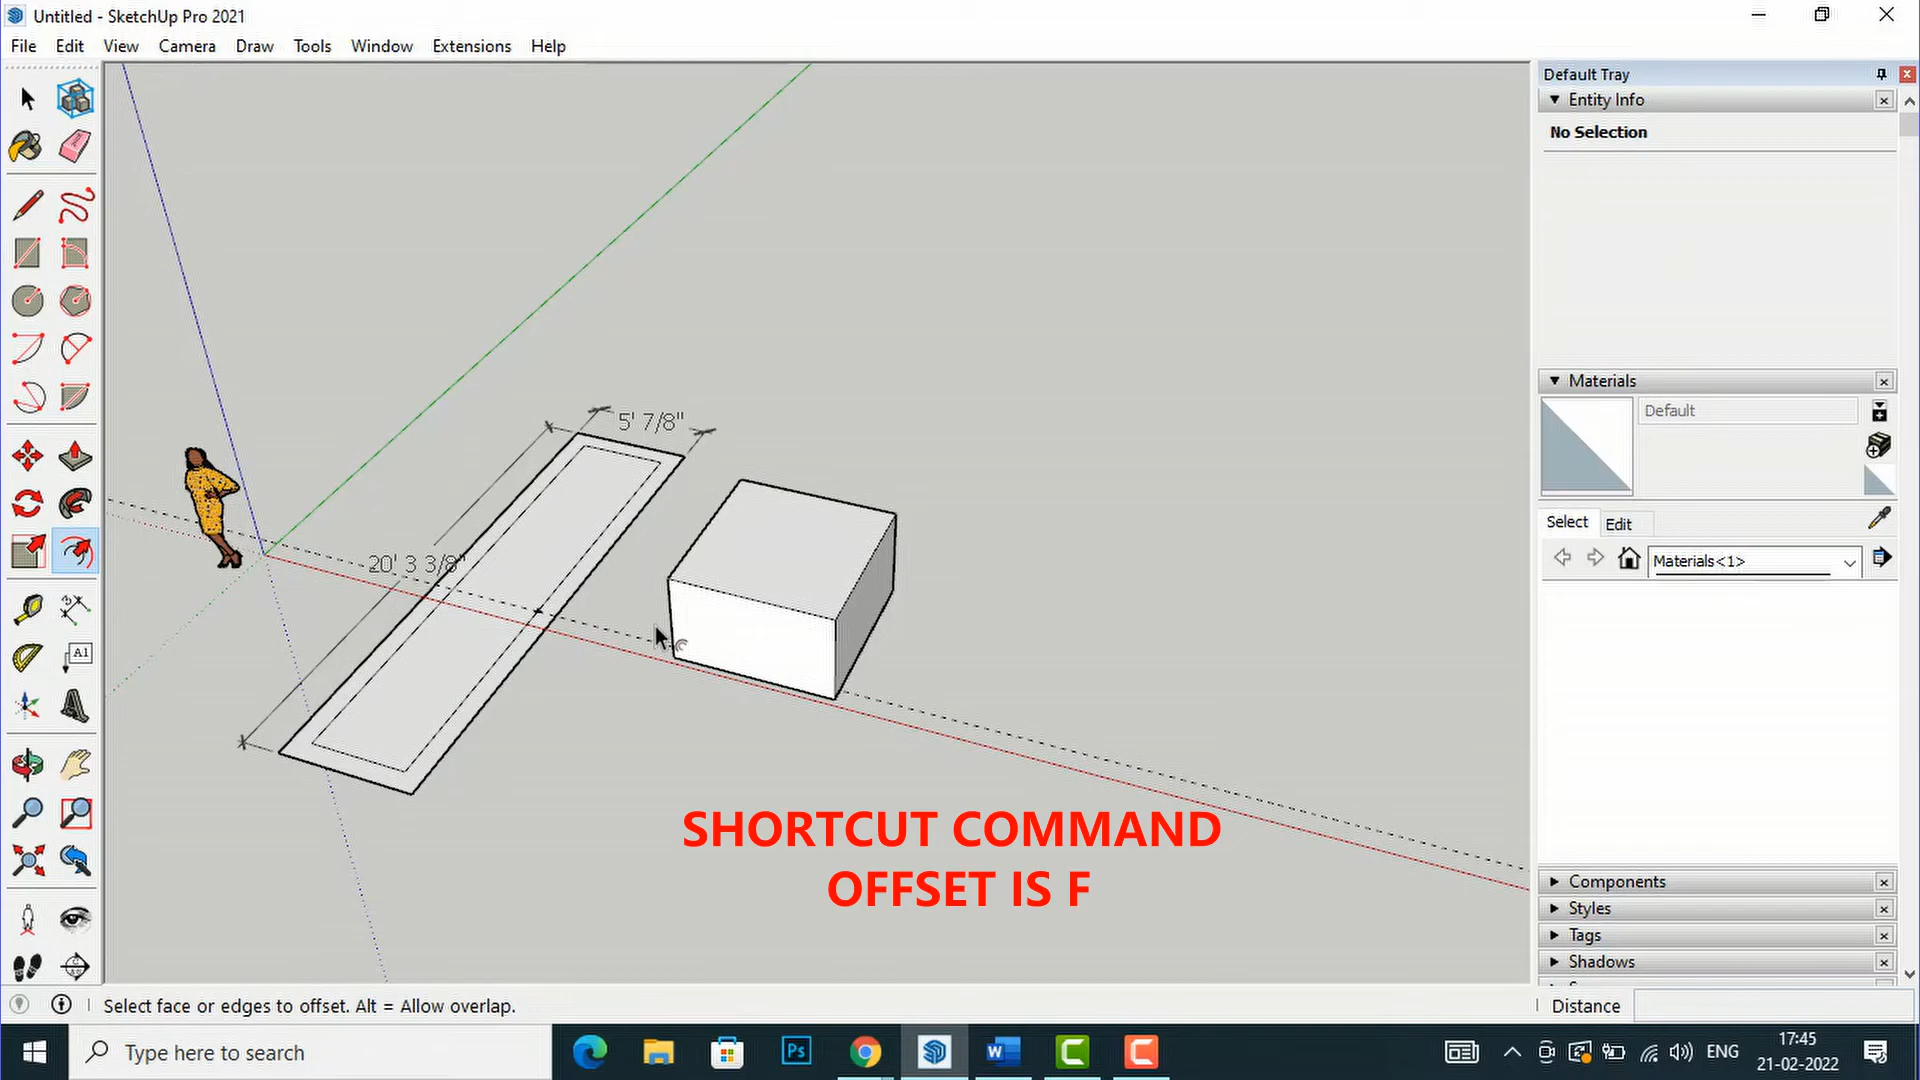 Untitled - SketchUp Pro 2021
File Edit View Camera Draw Tools Window Extensions Help
Default Tray
Entity Info
No Selection
5' 7/8"
20' 3 3/8"
A1
Materials
Default
Select Edit
Materials<1>
SHORTCUT COMMAND
OFFSET IS F
Components
Styles
Tags
Shadows
Select face or edges to offset. Alt = Allow overlap.
Distance
Type here to search
Ps
W
C
C
ENG
17:45
21-02-2022